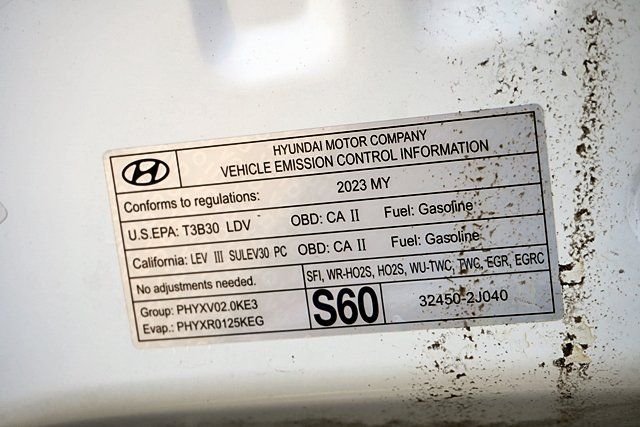 HYUNDAI MOTOR COMPANY
VEHICLE EMISSION CONTROL INFORMATION
Conforms to regulations: 2023 MY
U.S.EPA: T3B30 LDV OBD: CA II Fuel: Gasoline
California: LEV III SULEV30 PC OBD: CA II Fuel: Gasoline
No adjustments needed. SFI, WR-HO2S, HO2S, WU-TWC, TWC, EGR, EGRC
Group: PHYXV02.0KE3
Evap.: PHYXR0125KEG
S60
32450-2J040